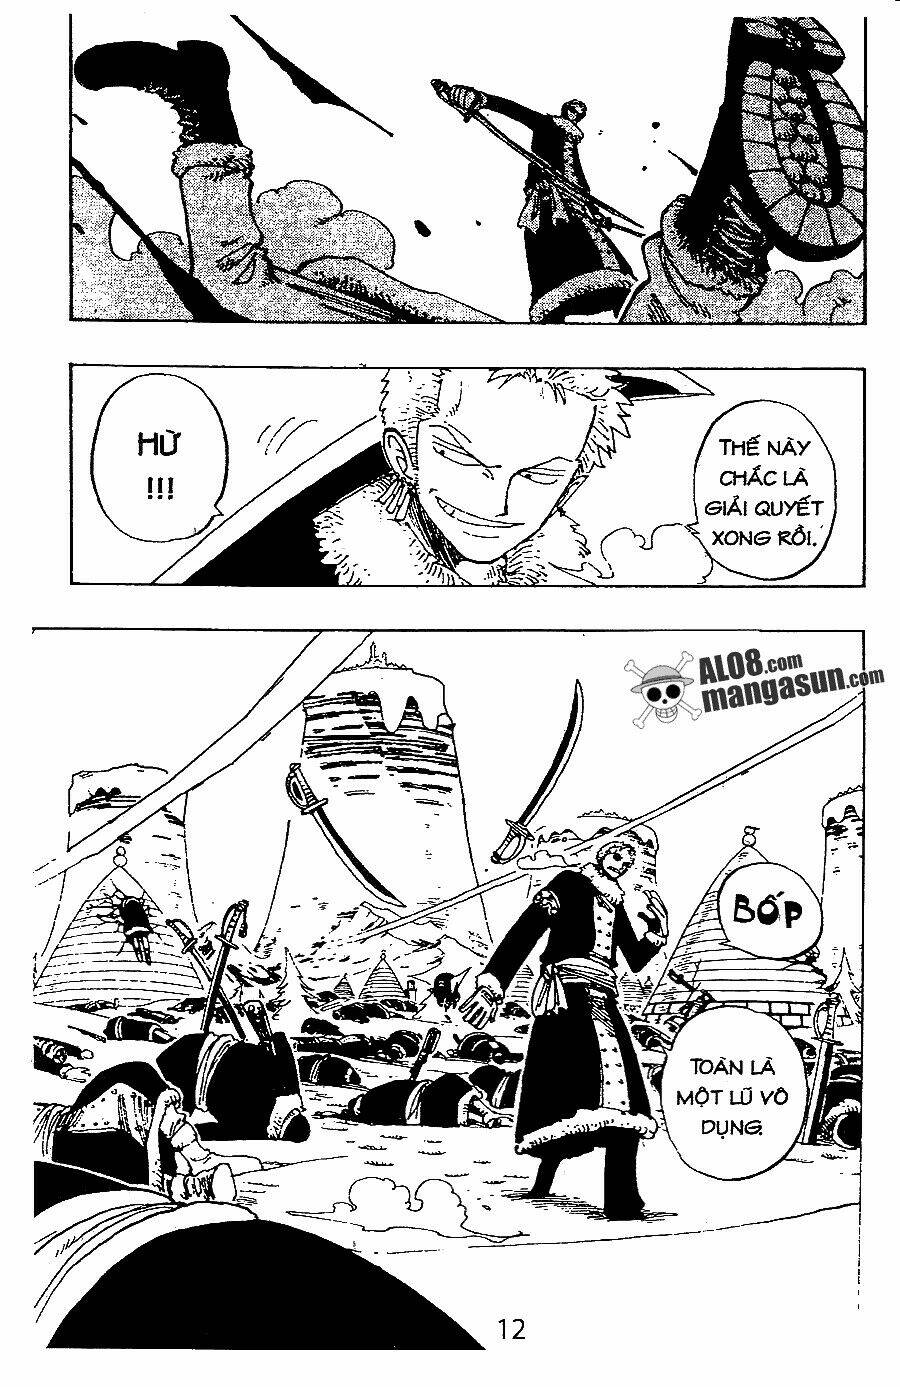 HỪ
!!!
THẾ NÀY
CHẮC LÀ
GIẢI QUYẾT
XONG RỒI.
AL08.com
mangasun.com
BỐP
TOÀN LÀ
MỘT LŨ VÔ
DỤNG.
12